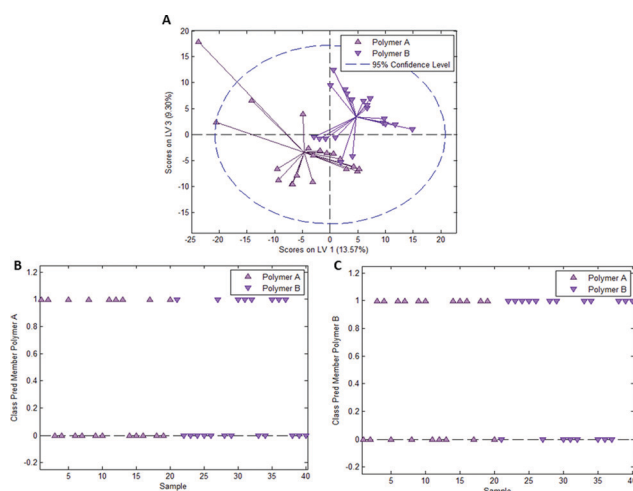 A
Polymer A
Polymer B
95% Confidence Level
20
15
10
5
0
-5
-10
-15
Scores on LV 3 (9.30%)
-25 -20 -15 -10 -5 0 5 10 15 20
Scores on LV 1 (13.57%)
B
Polymer A
Polymer B
1.2
1
0.8
0.6
0.4
0.2
0
-0.2
Class Pred Member Polymer A
5 10 15 20 25 30 35 40
Sample
C
Polymer A
Polymer B
1.2
1
0.8
0.6
0.4
0.2
0
-0.2
Class Pred Member Polymer B
5 10 15 20 25 30 35 40
Sample